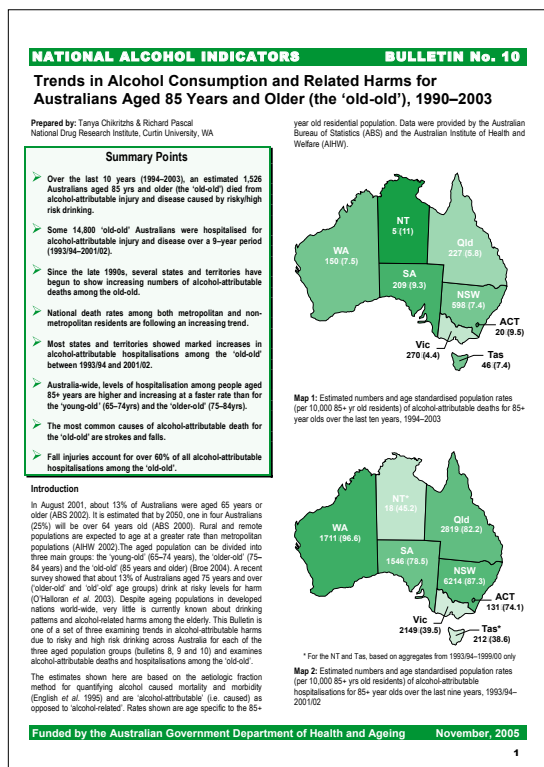 NATIONAL ALCOHOL INDICATORS BULLETIN No. 10
Trends in Alcohol Consumption and Related Harms for
Australians Aged 85 Years and Older (the ‘old-old’), 1990–2003
Prepared by: Tanya Chikritzhs & Richard Pascal
National Drug Research Institute, Curtin University, WA
Summary Points
Over the last 10 years (1994–2003), an estimated 1,526
Australians aged 85 yrs and older (the ‘old-old’) died from
alcohol-attributable injury and disease caused by risky/high
risk drinking.
Some 14,800 ‘old-old’ Australians were hospitalised for
alcohol-attributable injury and disease over a 9–year period
(1993/94–2001/02).
Since the late 1990s, several states and territories have
begun to show increasing numbers of alcohol-attributable
deaths among the old-old.
National death rates among both metropolitan and non-
metropolitan residents are following an increasing trend.
Most states and territories showed marked increases in
alcohol-attributable hospitalisations among the ‘old-old’
between 1993/94 and 2001/02.
Australia-wide, levels of hospitalisation among people aged
85+ years are higher and increasing at a faster rate than for
the ‘young-old’ (65–74yrs) and the ‘older-old’ (75–84yrs).
The most common causes of alcohol-attributable death for
the ‘old-old’ are strokes and falls.
Fall injuries account for over 60% of all alcohol-attributable
hospitalisations among the ‘old-old’.
Introduction
In August 2001, about 13% of Australians were aged 65 years or
older (ABS 2002). It is estimated that by 2050, one in four Australians
(25%) will be over 64 years old (ABS 2000). Rural and remote
populations are expected to age at a greater rate than metropolitan
populations (AIHW 2002).The aged population can be divided into
three main groups: the ‘young-old’ (65–74 years), the ‘older-old’ (75–
84 years) and the ‘old-old’ (85 years and older) (Broe 2004). A recent
survey showed that about 13% of Australians aged 75 years and over
(‘older-old’ and ‘old’-old’ age groups) drink at risky levels for harm
(O’Halloran et al. 2003). Despite ageing populations in developed
nations world-wide, very little is currently known about drinking
patterns and alcohol-related harms among the elderly. This Bulletin is
one of a set of three examining trends in alcohol-attributable harms
due to risky and high risk drinking across Australia for each of the
three aged population groups (bulletins 8, 9 and 10) and examines
alcohol-attributable deaths and hospitalisations among the ‘old-old’.
The estimates shown here are based on the aetiologic fraction
method for quantifying alcohol caused mortality and morbidity
(English et al. 1995) and are ‘alcohol-attributable’ (i.e. caused) as
opposed to ‘alcohol-related’. Rates shown are age specific to the 85+
year old residential population. Data were provided by the Australian
Bureau of Statistics (ABS) and the Australian Institute of Health and
Welfare (AIHW).
NT
5 (11)
WA
150 (7.5)
Qld
227 (5.8)
SA
209 (9.3)
NSW
598 (7.4)
ACT
20 (9.5)
Vic
270 (4.4)
Tas
46 (7.4)
Map 1: Estimated numbers and age standardised population rates
(per 10,000 85+ yr old residents) of alcohol-attributable deaths for 85+
year olds over the last ten years, 1994–2003
NT*
18 (45.2)
WA
1711 (96.6)
Qld
2819 (82.2)
SA
1546 (78.5)
NSW
6214 (87.3)
ACT
131 (74.1)
Vic
2149 (39.5)
Tas*
212 (38.6)
* For the NT and Tas, based on aggregates from 1993/94–1999/00 only
Map 2: Estimated numbers and age standardised population rates
(per 10,000 85+ yrs old residents) of alcohol-attributable
hospitalisations for 85+ year olds over the last nine years, 1993/94–
2001/02
Funded by the Australian Government Department of Health and Ageing November, 2005
1